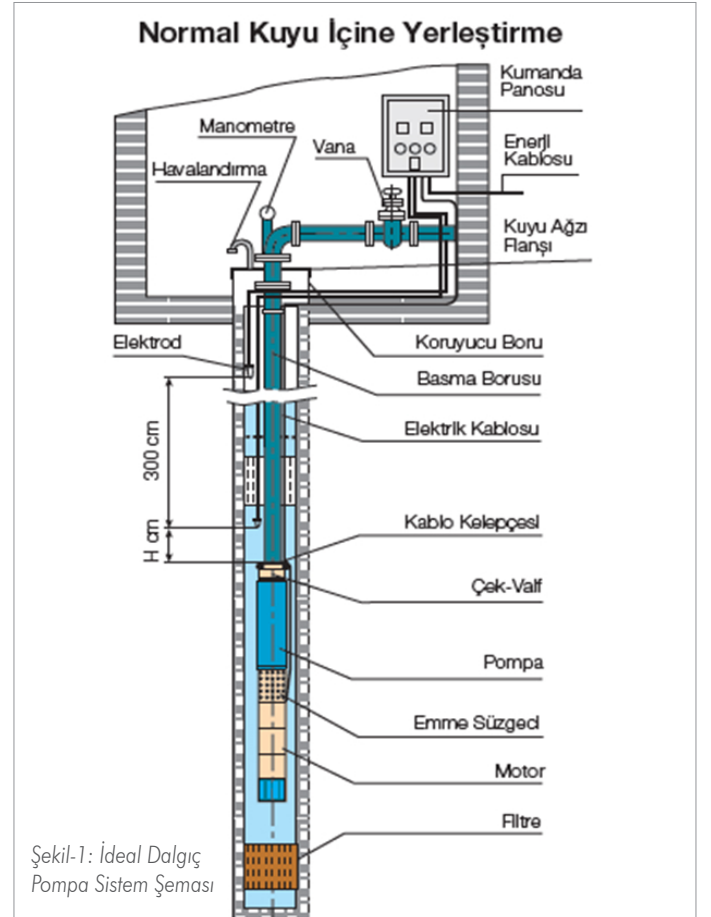 Normal Kuyu İçine Yerleştirme
Kumanda
Panosu
Manometre
Vana
Enerji
Kablosu
Havalandırma
Kuyu Ağzı
Flanşı
Elektrod
Koruyucu Boru
Basma Borusu
Elektrik Kablosu
300 cm
Kablo Kelepçesi
H cm
Çek-Valf
Pompa
Emme Süzgeci
Motor
Filtre
Şekil-1: İdeal Dalgıç
Pompa Sistem Şeması